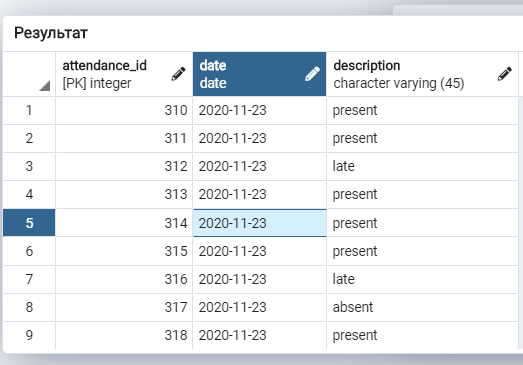 Результат
attendance_id date description
[PK] integer date character varying (45)
1 310 2020-11-23 present
2 311 2020-11-23 present
3 312 2020-11-23 late
4 313 2020-11-23 present
5 314 2020-11-23 present
6 315 2020-11-23 present
7 316 2020-11-23 late
8 317 2020-11-23 absent
9 318 2020-11-23 present